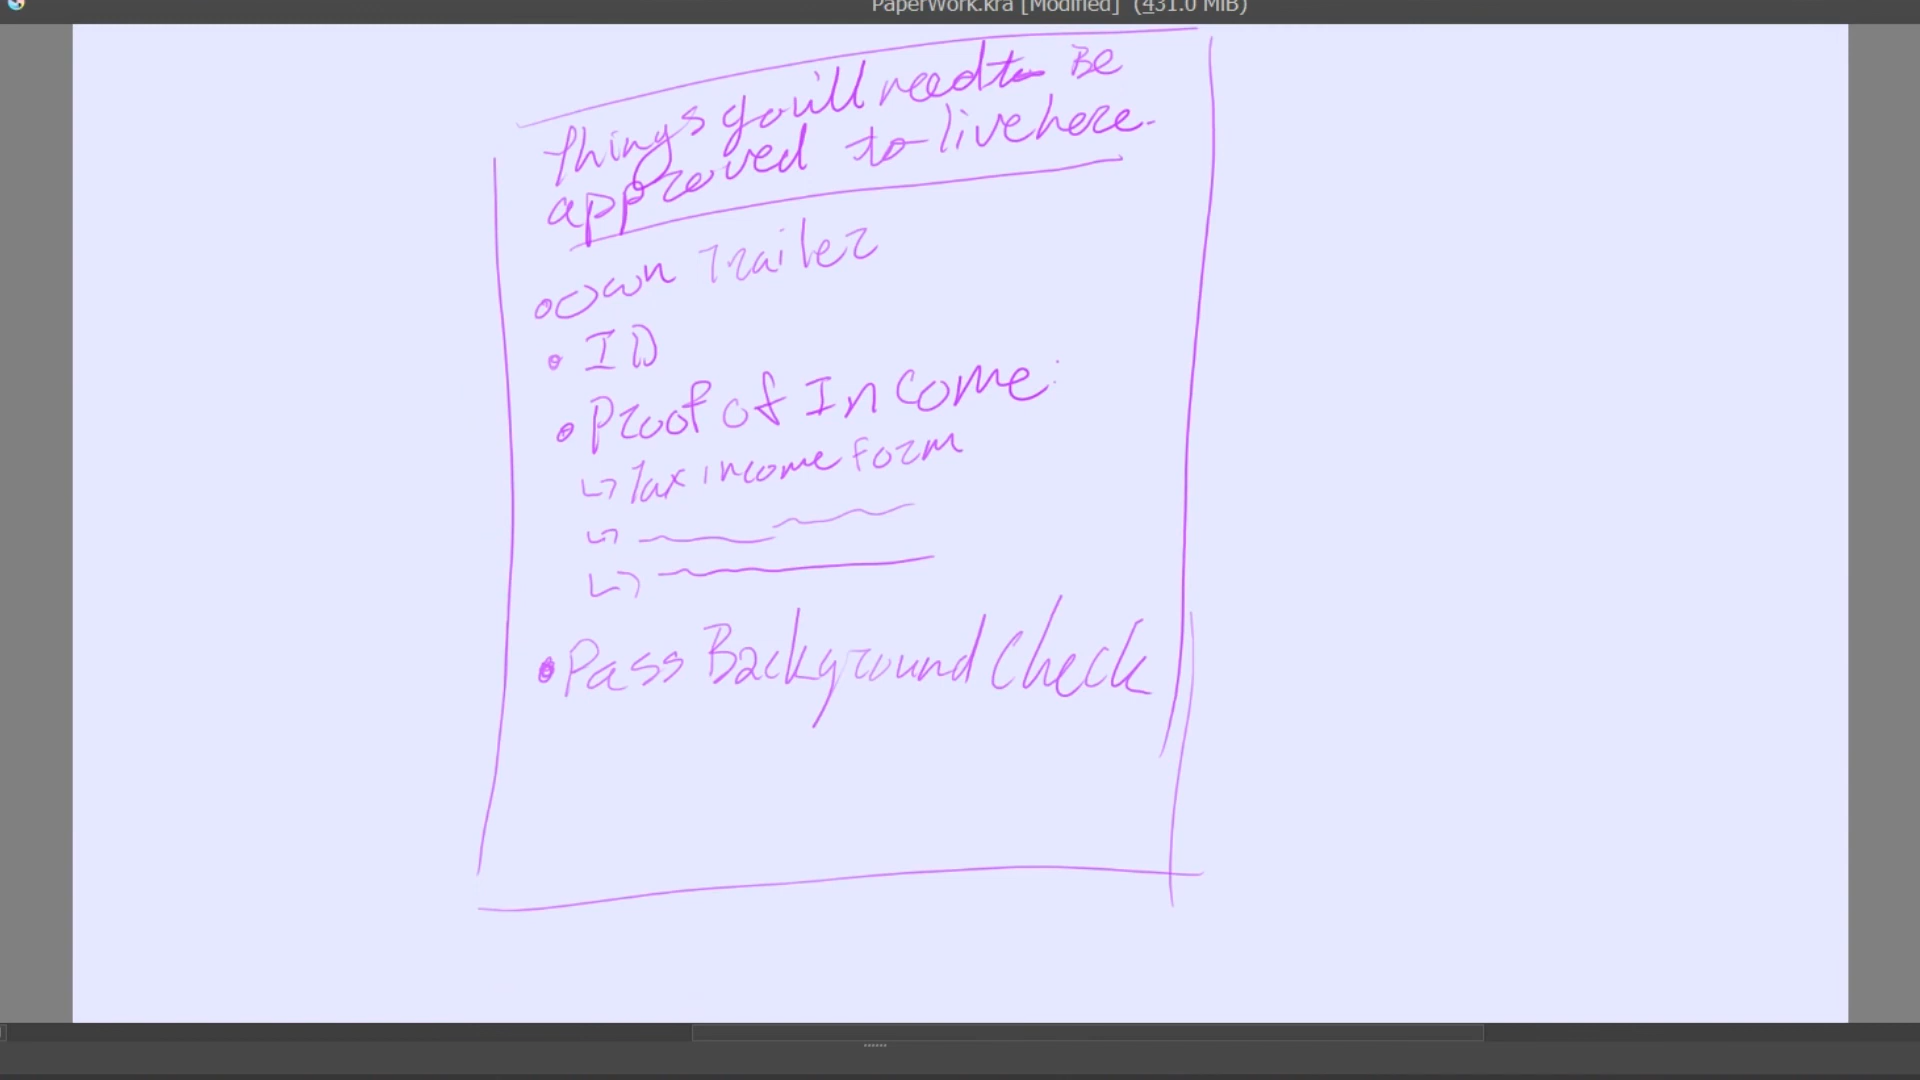 PaperWork.kra [Modified] (431.0 MiB)
Things you'll need to Be
approved to live here.
• Own Trailer
• ID
• Proof of Income:
↳ Tax income Form
↳
↳
• Pass Background Check